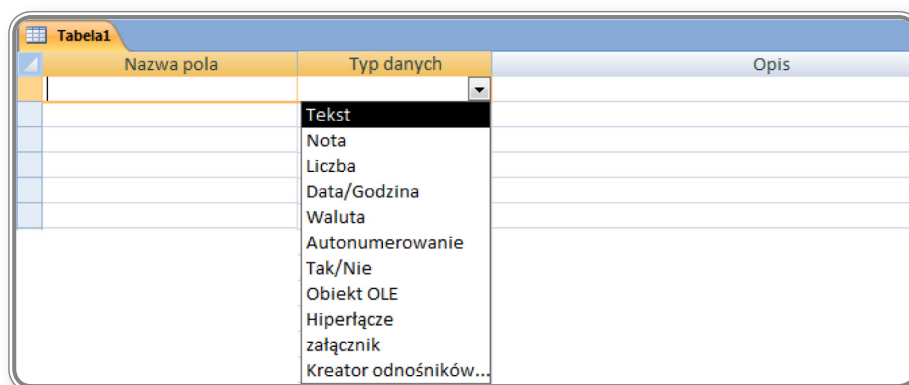 Tabela1
Nazwa pola Typ danych Opis
Tekst
Nota
Liczba
Data/Godzina
Waluta
Autonumerowanie
Tak/Nie
Obiekt OLE
Hiperłącze
załącznik
Kreator odnośników...